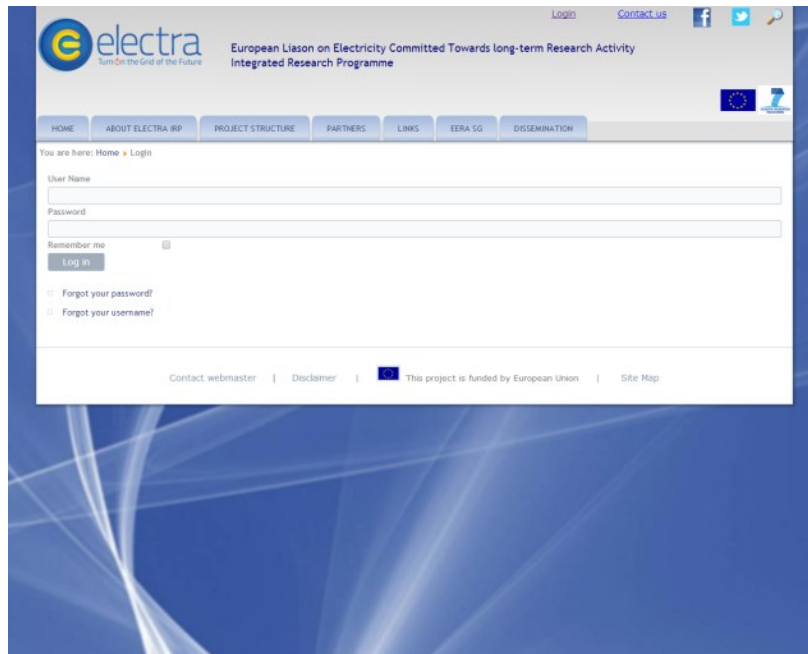 Login Contact us
electra
Turn On the Grid of the Future
European Liason on Electricity Committed Towards long-term Research Activity
Integrated Research Programme
HOME ABOUT ELECTRA IRP PROJECT STRUCTURE PARTNERS LINKS EERA SG DISSEMINATION
You are here: Home Login
User Name
Password
Remember me
Log in
Forgot your password?
Forgot your username?
Contact webmaster | Disclaimer | This project is funded by European Union | Site Map